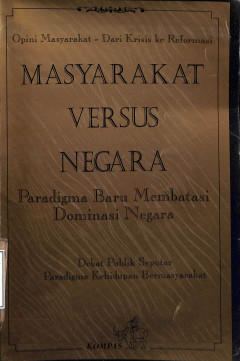 Opini Masyarakat - Dari Krisis ke Reformasi
MASYARAKAT
VERSUS
NEGARA
Paradigma Baru Membatasi
Dominasi Negara
Debat Publik Seputar
Paradigma Kehidupan Bermasyarakat
KOMPAS